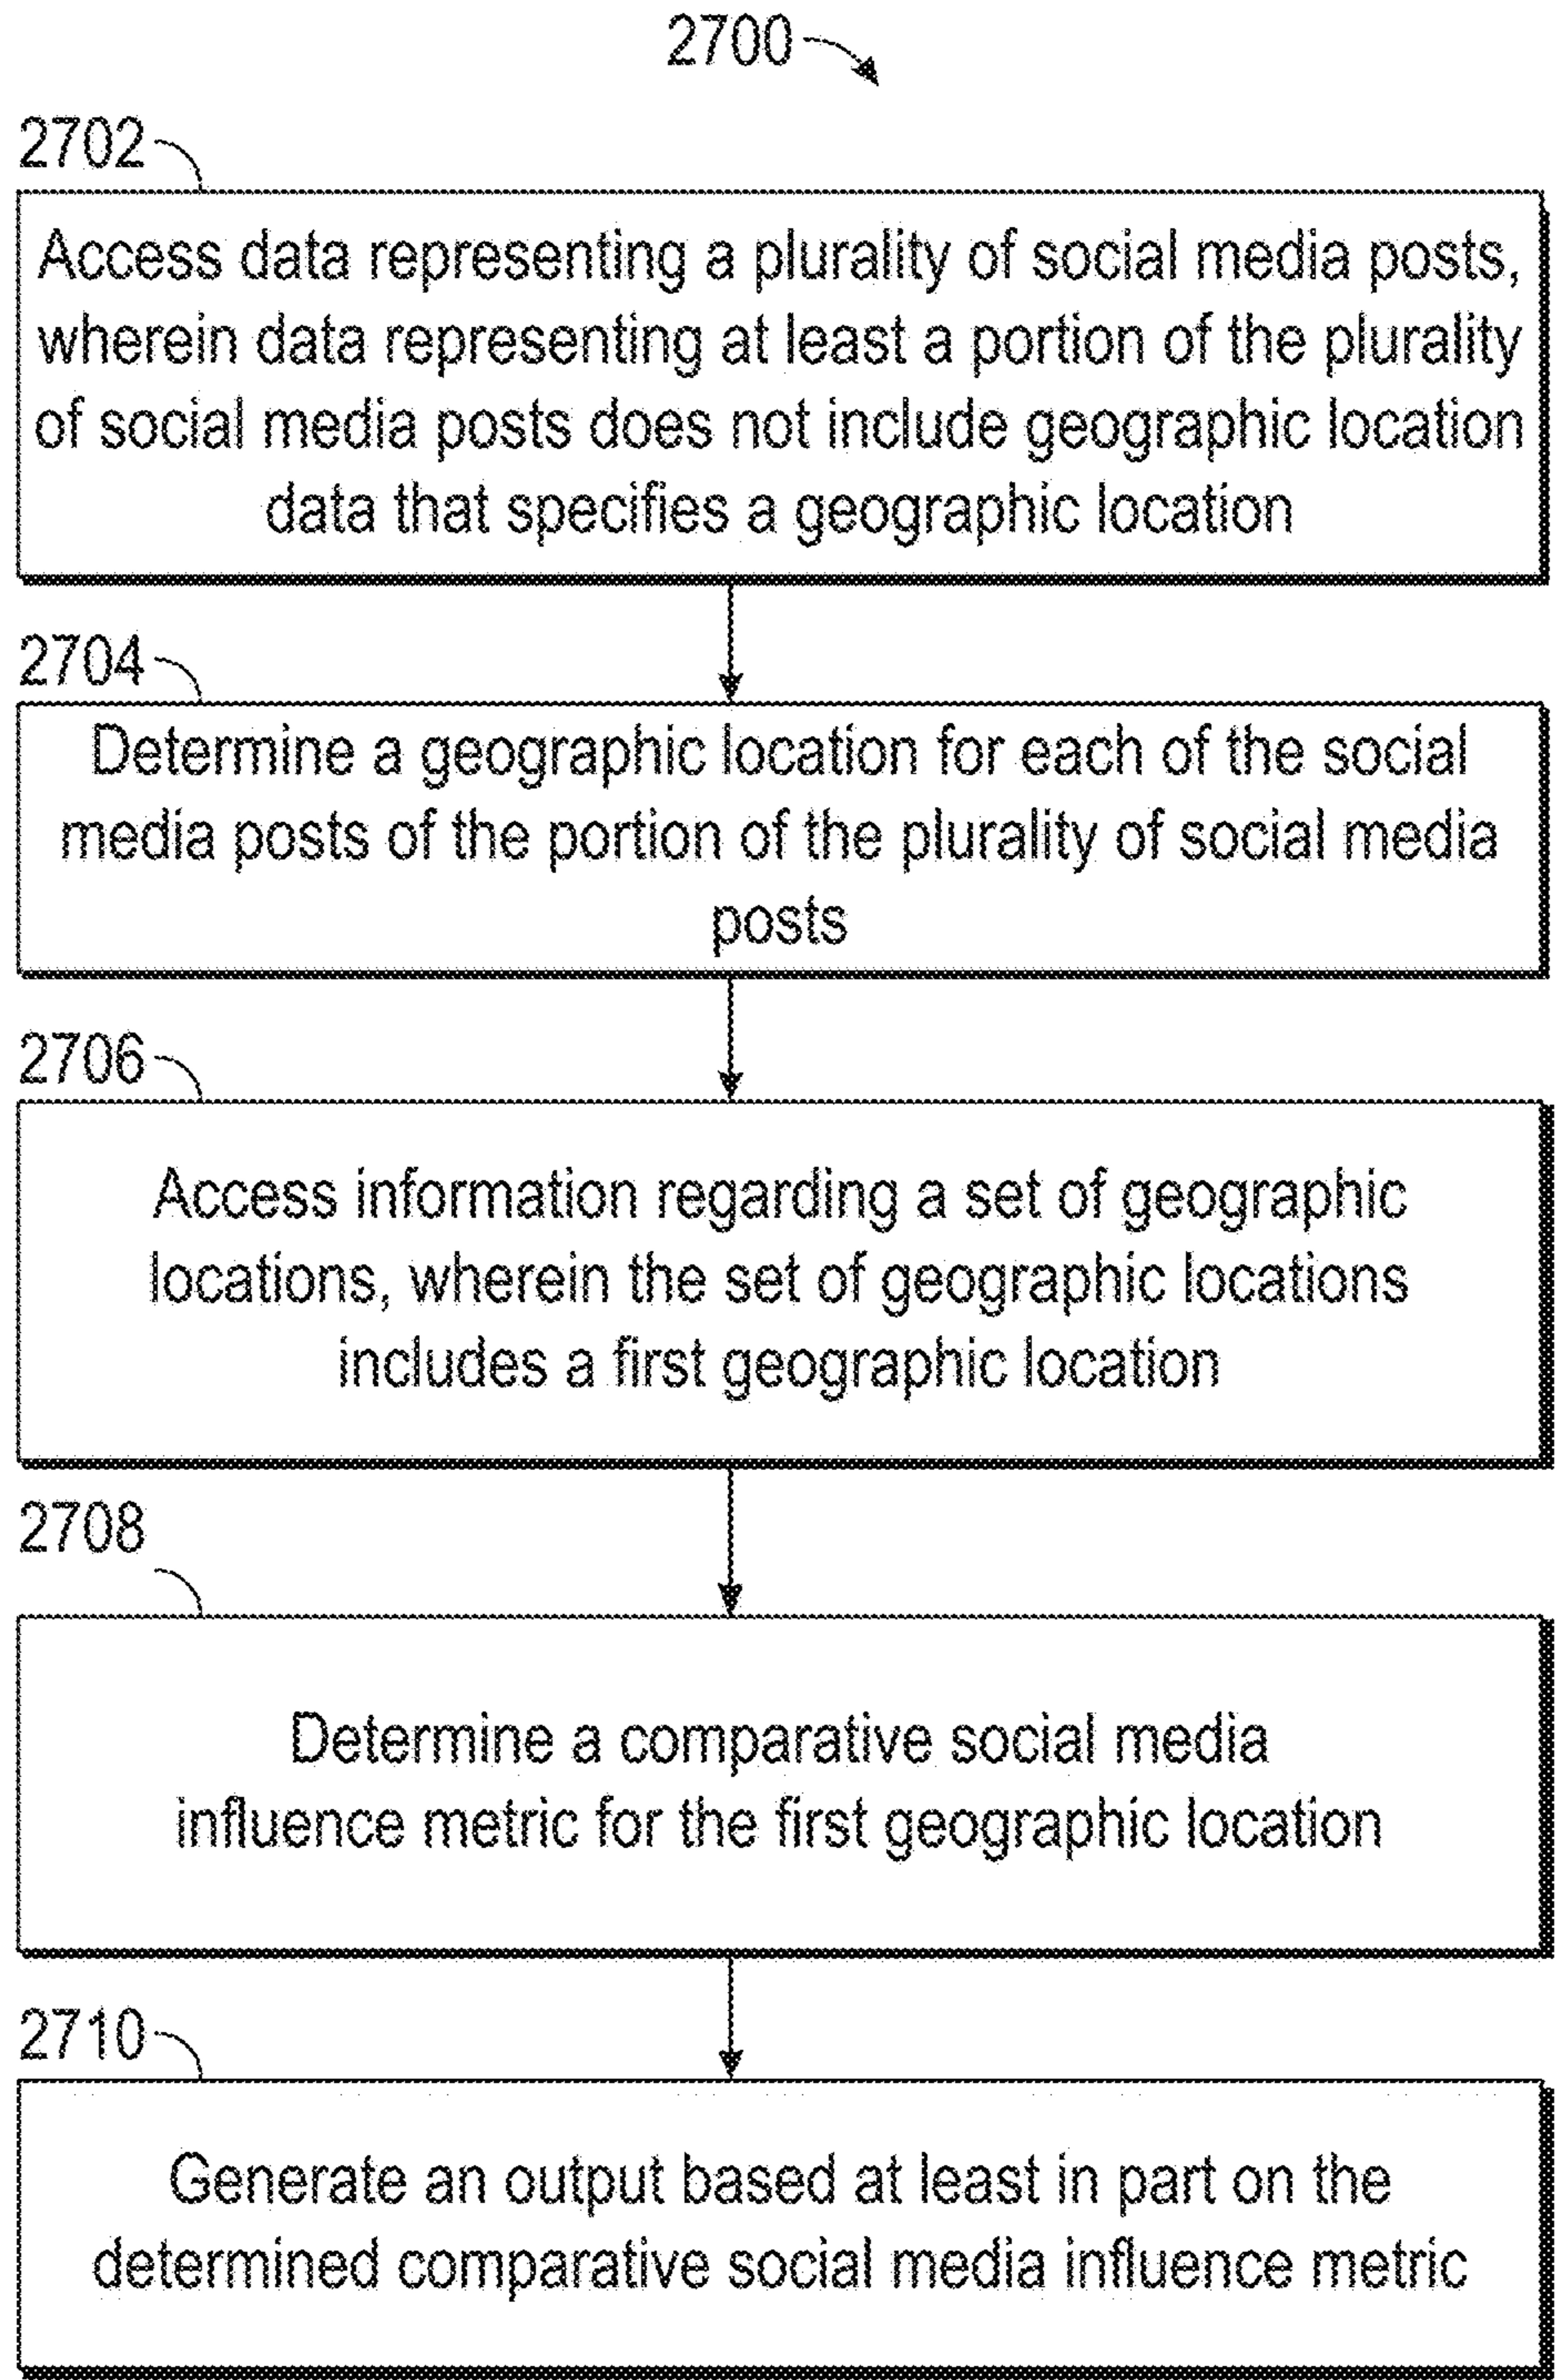 2700
2702
Access data representing a plurality of social media posts,
wherein data representing at least a portion of the plurality
of social media posts does not include geographic location
data that specifies a geographic location
2704
Determine a geographic location for each of the social
media posts of the portion of the plurality of social media
posts
2706
Access information regarding a set of geographic
locations, wherein the set of geographic locations
includes a first geographic location
2708
Determine a comparative social media
influence metric for the first geographic location
2710
Generate an output based at least in part on the
determined comparative social media influence metric